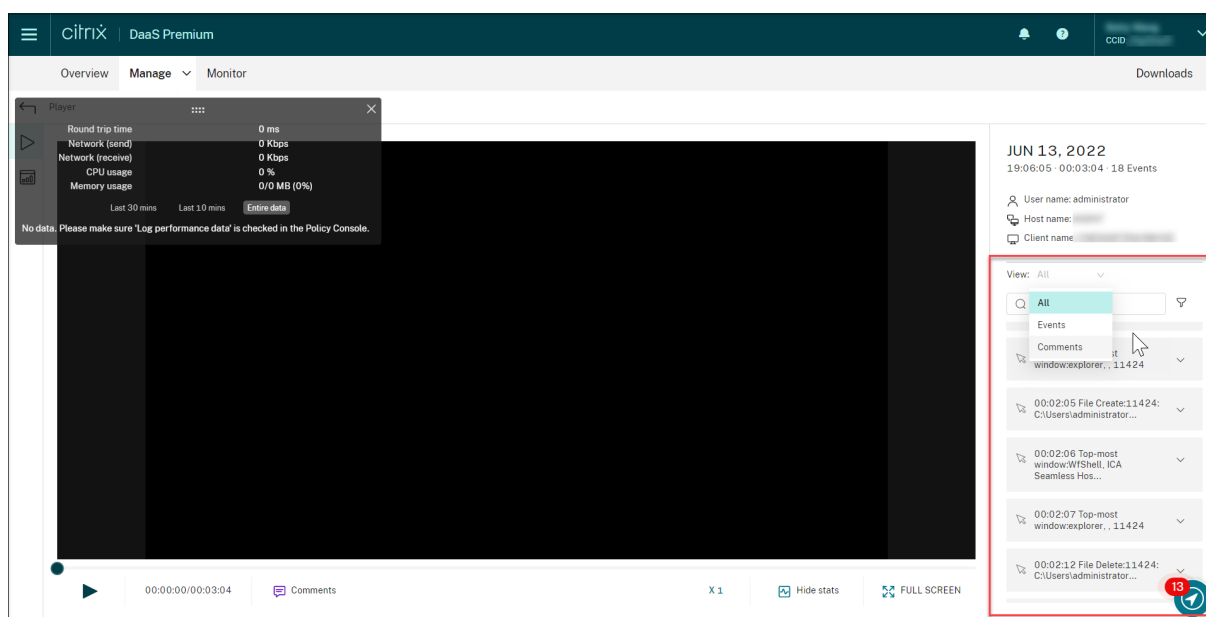 citrix DaaS Premium
CCID
Overview Manage Monitor Downloads
Player
Round trip time 0 ms
Network (send) 0 Kbps
Network (receive) 0 Kbps
CPU usage 0 %
Memory usage 0/0 MB (0%)
Last 30 mins Last 10 mins Entire data
No data. Please make sure 'Log performance data' is checked in the Policy Console.
JUN 13, 2022
19:06:05 · 00:03:04 · 18 Events
User name: administrator
Host name:
Client name
View: All
All
Events
Comments
st
window:explorer, , 11424
00:02:05 File Create:11424:
C:\Users\administrator...
00:02:06 Top-most
window:WfShell, ICA
Seamless Hos...
00:02:07 Top-most
window:explorer, , 11424
00:02:12 File Delete:11424:
C:\Users\administrator...
13
00:00:00/00:03:04 Comments X 1 Hide stats FULL SCREEN